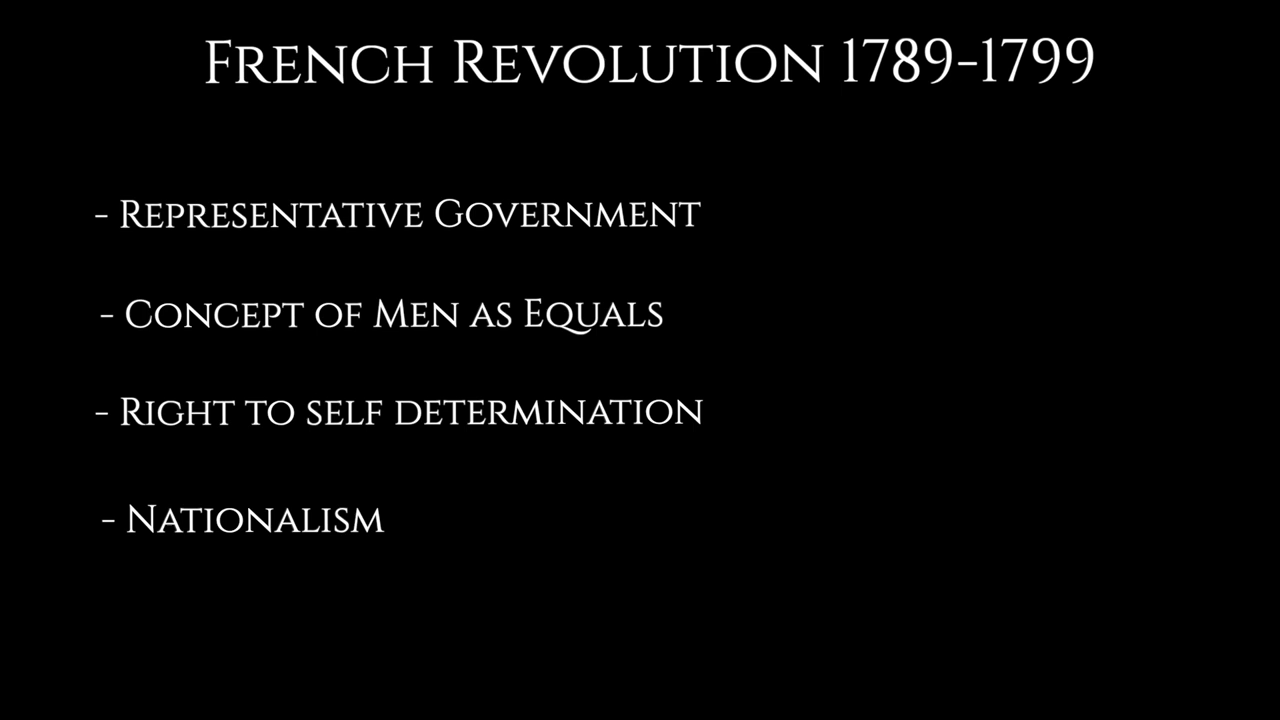 French Revolution 1789-1799
- Representative Government
- Concept of Men as Equals
- Right to self determination
- Nationalism